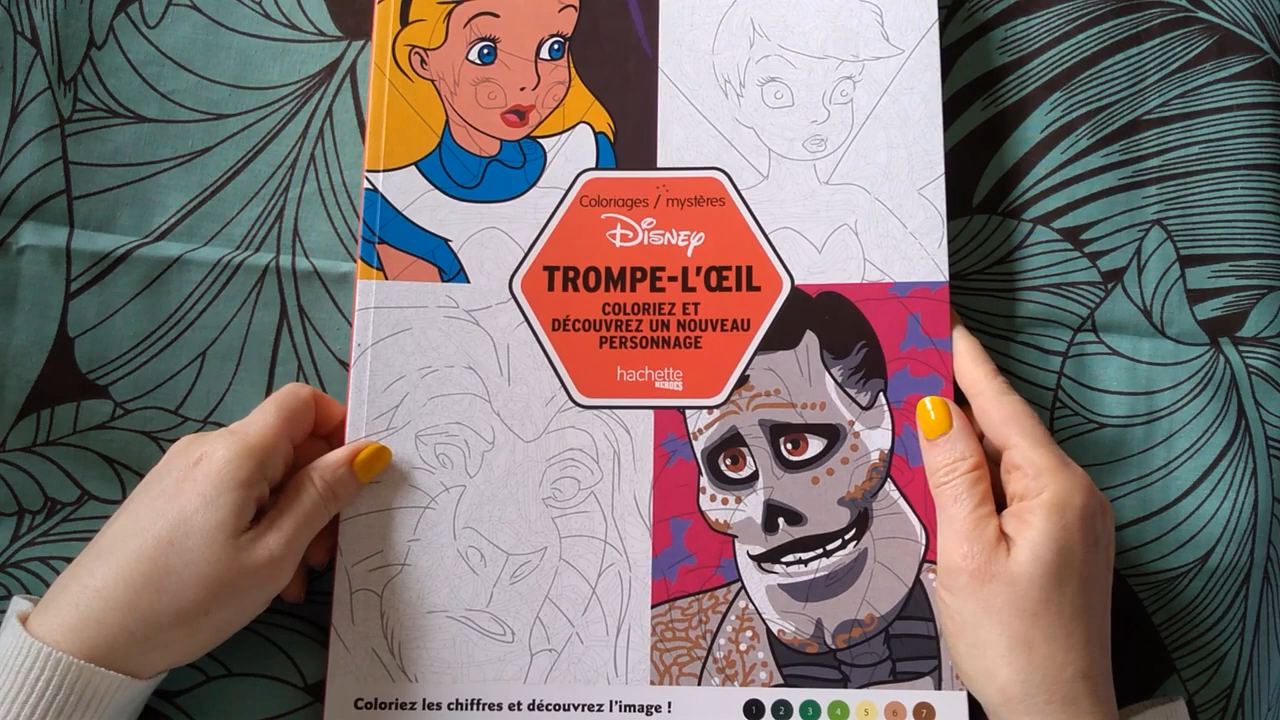 Coloriages / mystères
Disney
TROMPE-L'ŒIL
COLORIEZ ET
DÉCOUVREZ UN NOUVEAU
PERSONNAGE
hachette
HEROES
Coloriez les chiffres et découvrez l'image !
1 2 3 4 5 6 7